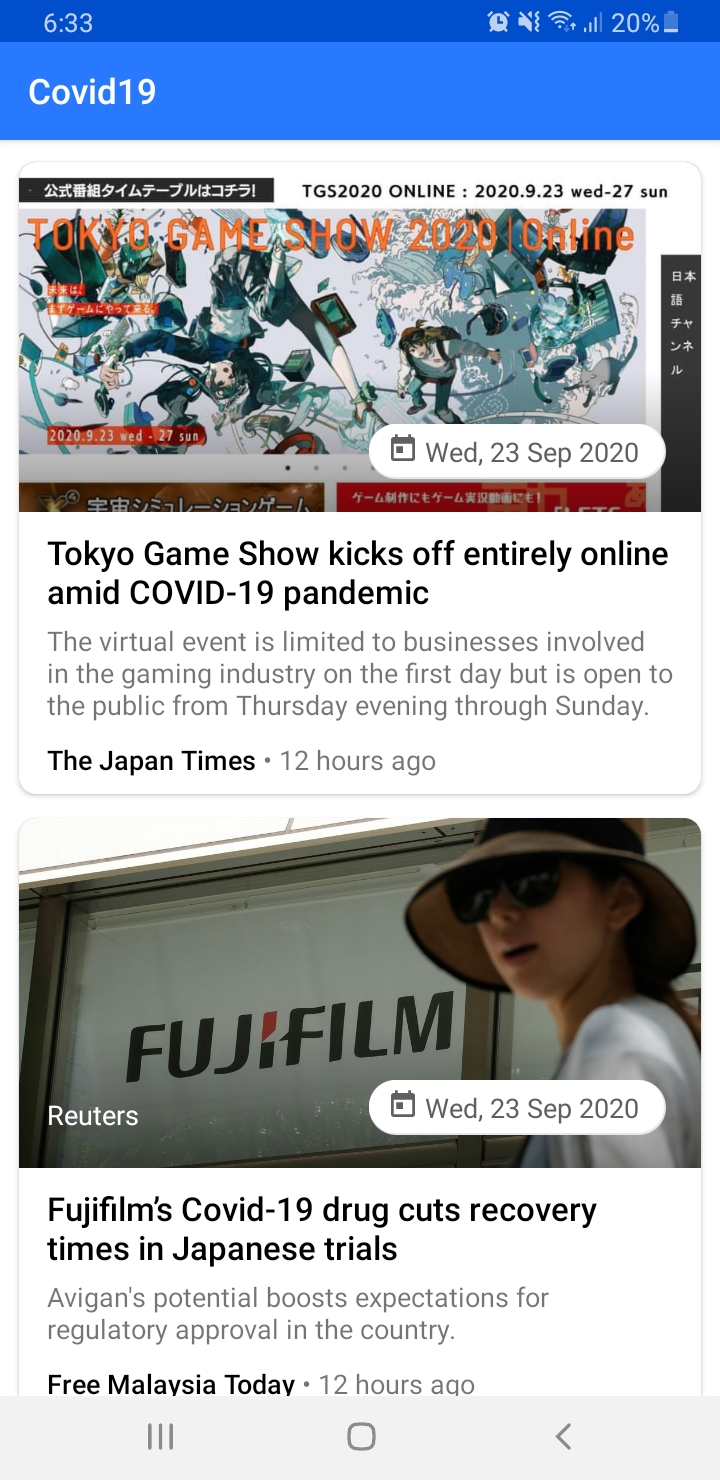 6:33
20%
Covid19
公式番組タイムテーブルはコチラ!
TGS2020 ONLINE : 2020.9.23 wed-27 sun
TOKYO GAME SHOW 2020 | Online
未来は、
まずゲームにやって来る。
日本
語
チャ
ンネ
ル
2020.9.23 wed - 27 sun
Wed, 23 Sep 2020
宇宙シミュレーションゲーム
ゲーム制作にもゲーム実況動画にも!
Tokyo Game Show kicks off entirely online
amid COVID-19 pandemic
The virtual event is limited to businesses involved
in the gaming industry on the first day but is open to
the public from Thursday evening through Sunday.
The Japan Times • 12 hours ago
FUJIFILM
Reuters
Wed, 23 Sep 2020
Fujifilm’s Covid-19 drug cuts recovery
times in Japanese trials
Avigan's potential boosts expectations for
regulatory approval in the country.
Free Malaysia Today • 12 hours ago